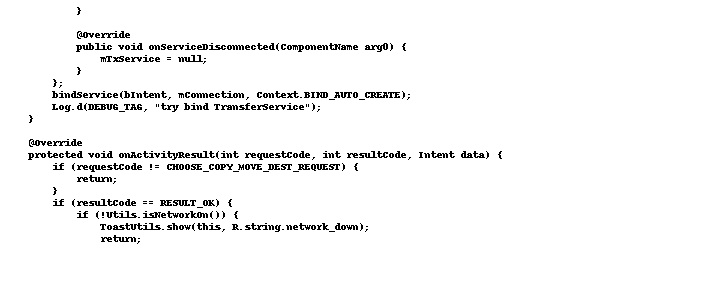 }

        @Override
        public void onServiceDisconnected(ComponentName arg0) {
            mTxService = null;
        }
    };
    bindService(bIntent, mConnection, Context.BIND_AUTO_CREATE);
    Log.d(DEBUG_TAG, "try bind TransferService");
}

@Override
protected void onActivityResult(int requestCode, int resultCode, Intent data) {
    if (requestCode != CHOOSE_COPY_MOVE_DEST_REQUEST) {
        return;
    }
    if (resultCode == RESULT_OK) {
        if (!Utils.isNetworkOn()) {
            ToastUtils.show(this, R.string.network_down);
            return;